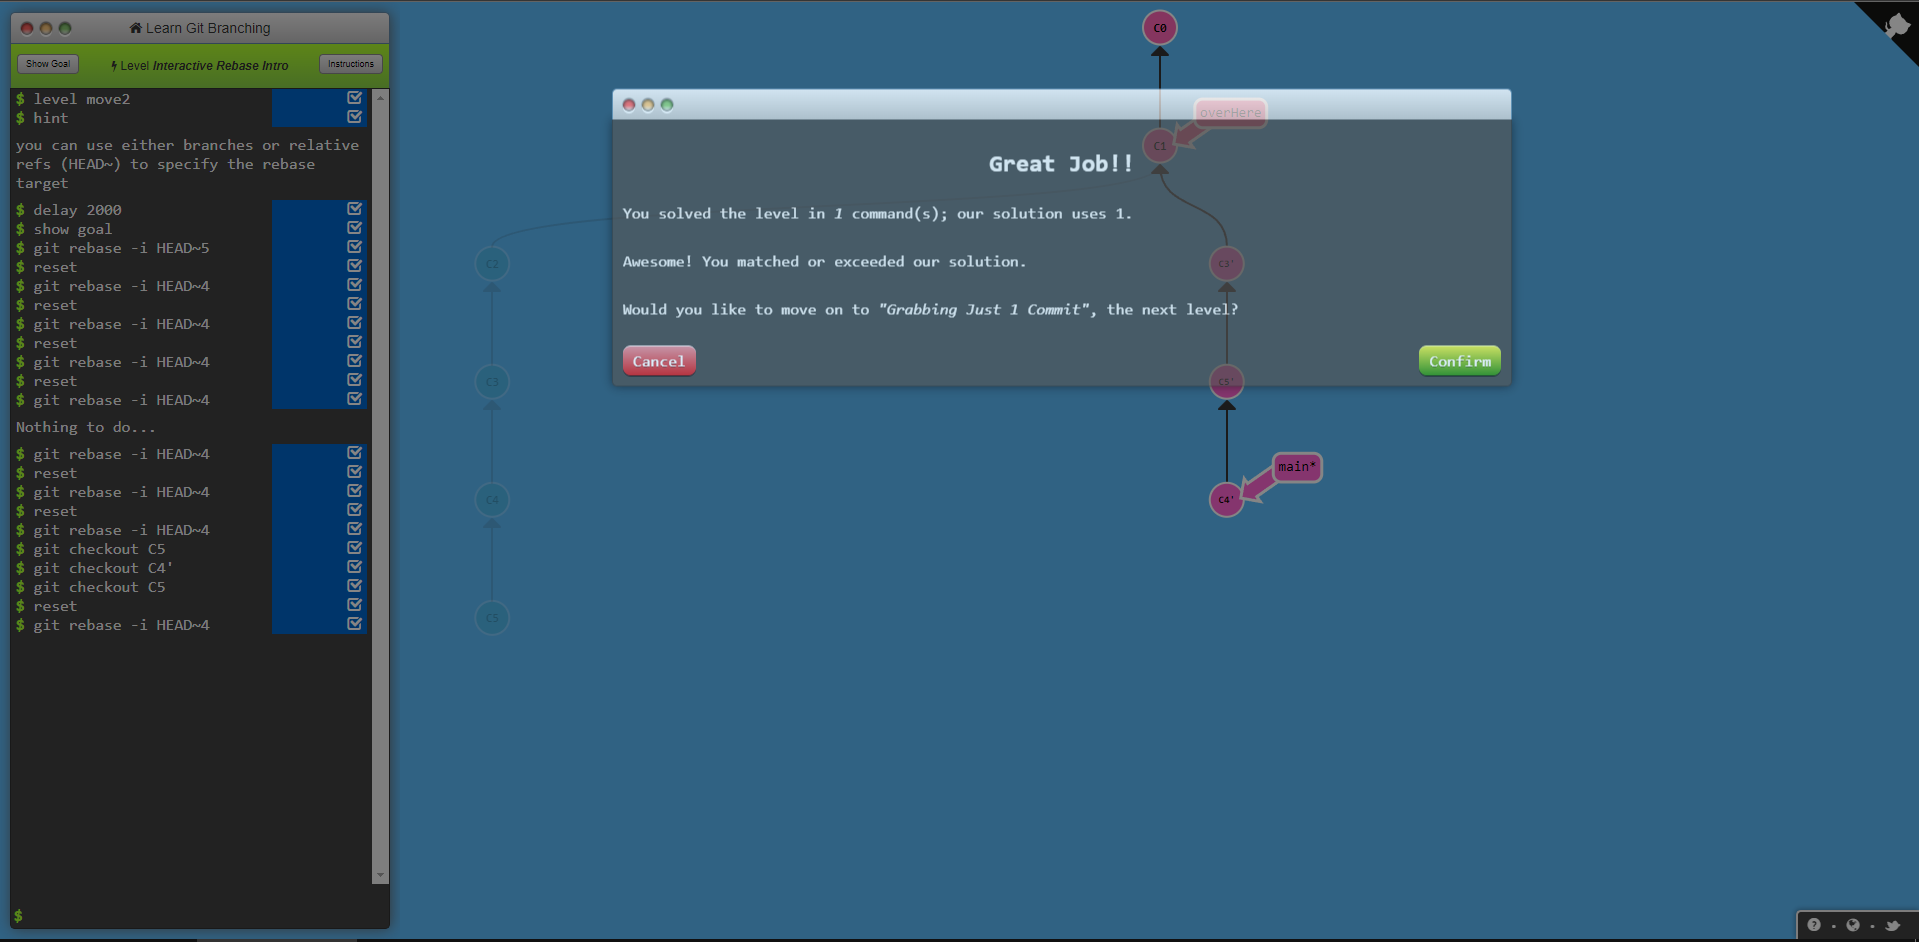 Learn Git Branching
Show Goal
Level Interactive Rebase Intro
Instructions
$ level move2
$ hint
you can use either branches or relative
refs (HEAD~) to specify the rebase
target
$ delay 2000
$ show goal
$ git rebase -i HEAD~5
$ reset
$ git rebase -i HEAD~4
$ reset
$ git rebase -i HEAD~4
$ reset
$ git rebase -i HEAD~4
$ reset
$ git rebase -i HEAD~4
Nothing to do...
$ git rebase -i HEAD~4
$ reset
$ git rebase -i HEAD~4
$ reset
$ git rebase -i HEAD~4
$ git checkout C5
$ git checkout C4'
$ git checkout C5
$ reset
$ git rebase -i HEAD~4
$
C0
overHere
C1
Great Job!!
You solved the level in 1 command(s); our solution uses 1.
Awesome! You matched or exceeded our solution.
Would you like to move on to "Grabbing Just 1 Commit", the next level?
Cancel
Confirm
C2
C3'
C3
C5'
main*
C4
C4'
C5